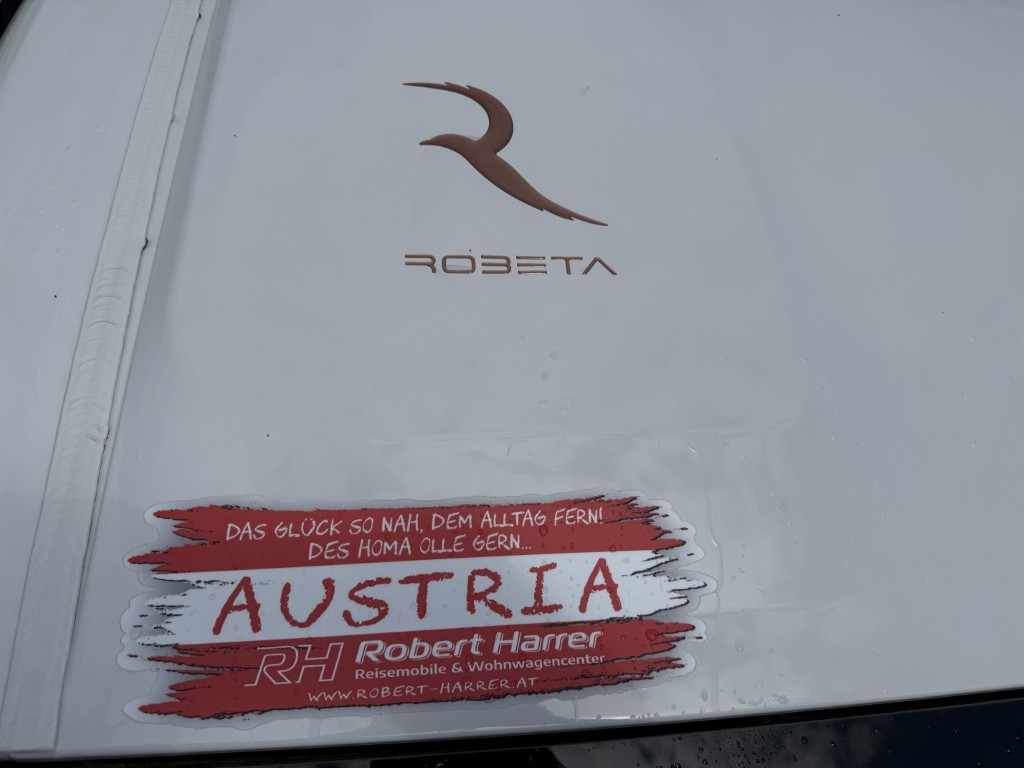 RÓBETA
DAS GLÜCK SO NAH, DEM ALLTAG FERN!
DES HOMA OLLE GERN...
AUSTRIA
RH Robert Harrer
Reisemobile & Wohnwagencenter
WWW.ROBERT-HARRER.AT